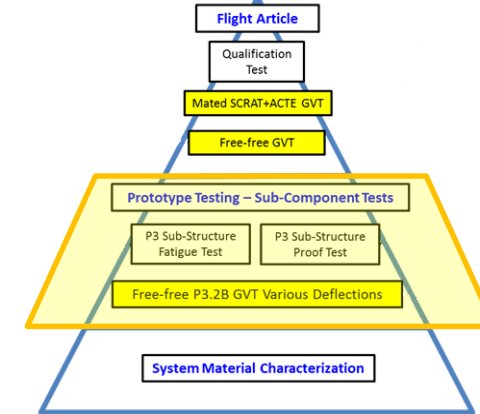 Flight Article
Qualification
Test
Mated SCRAT+ACTE GVT
Free-free GVT
Prototype Testing – Sub-Component Tests
P3 Sub-Structure
Fatigue Test
P3 Sub-Structure
Proof Test
Free-free P3.2B GVT Various Deflections
System Material Characterization